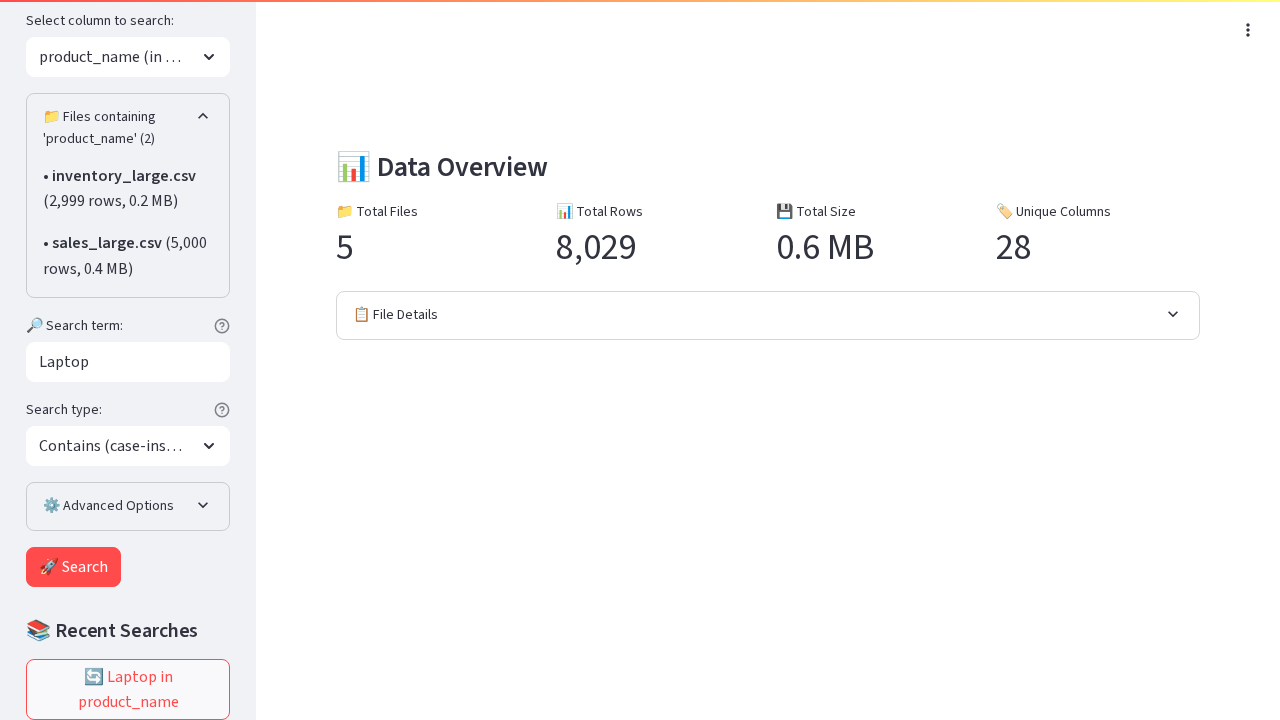 Select column to search:
product_name (in …
📁 Files containing
'product_name' (2)
• inventory_large.csv
(2,999 rows, 0.2 MB)
• sales_large.csv (5,000
rows, 0.4 MB)
🔎 Search term:
Laptop
Search type:
Contains (case-ins…
⚙️ Advanced Options
🚀 Search
📚 Recent Searches
🔄 Laptop in
product_name
📊 Data Overview
📁 Total Files
5
📊 Total Rows
8,029
💾 Total Size
0.6 MB
🏷️ Unique Columns
28
📋 File Details